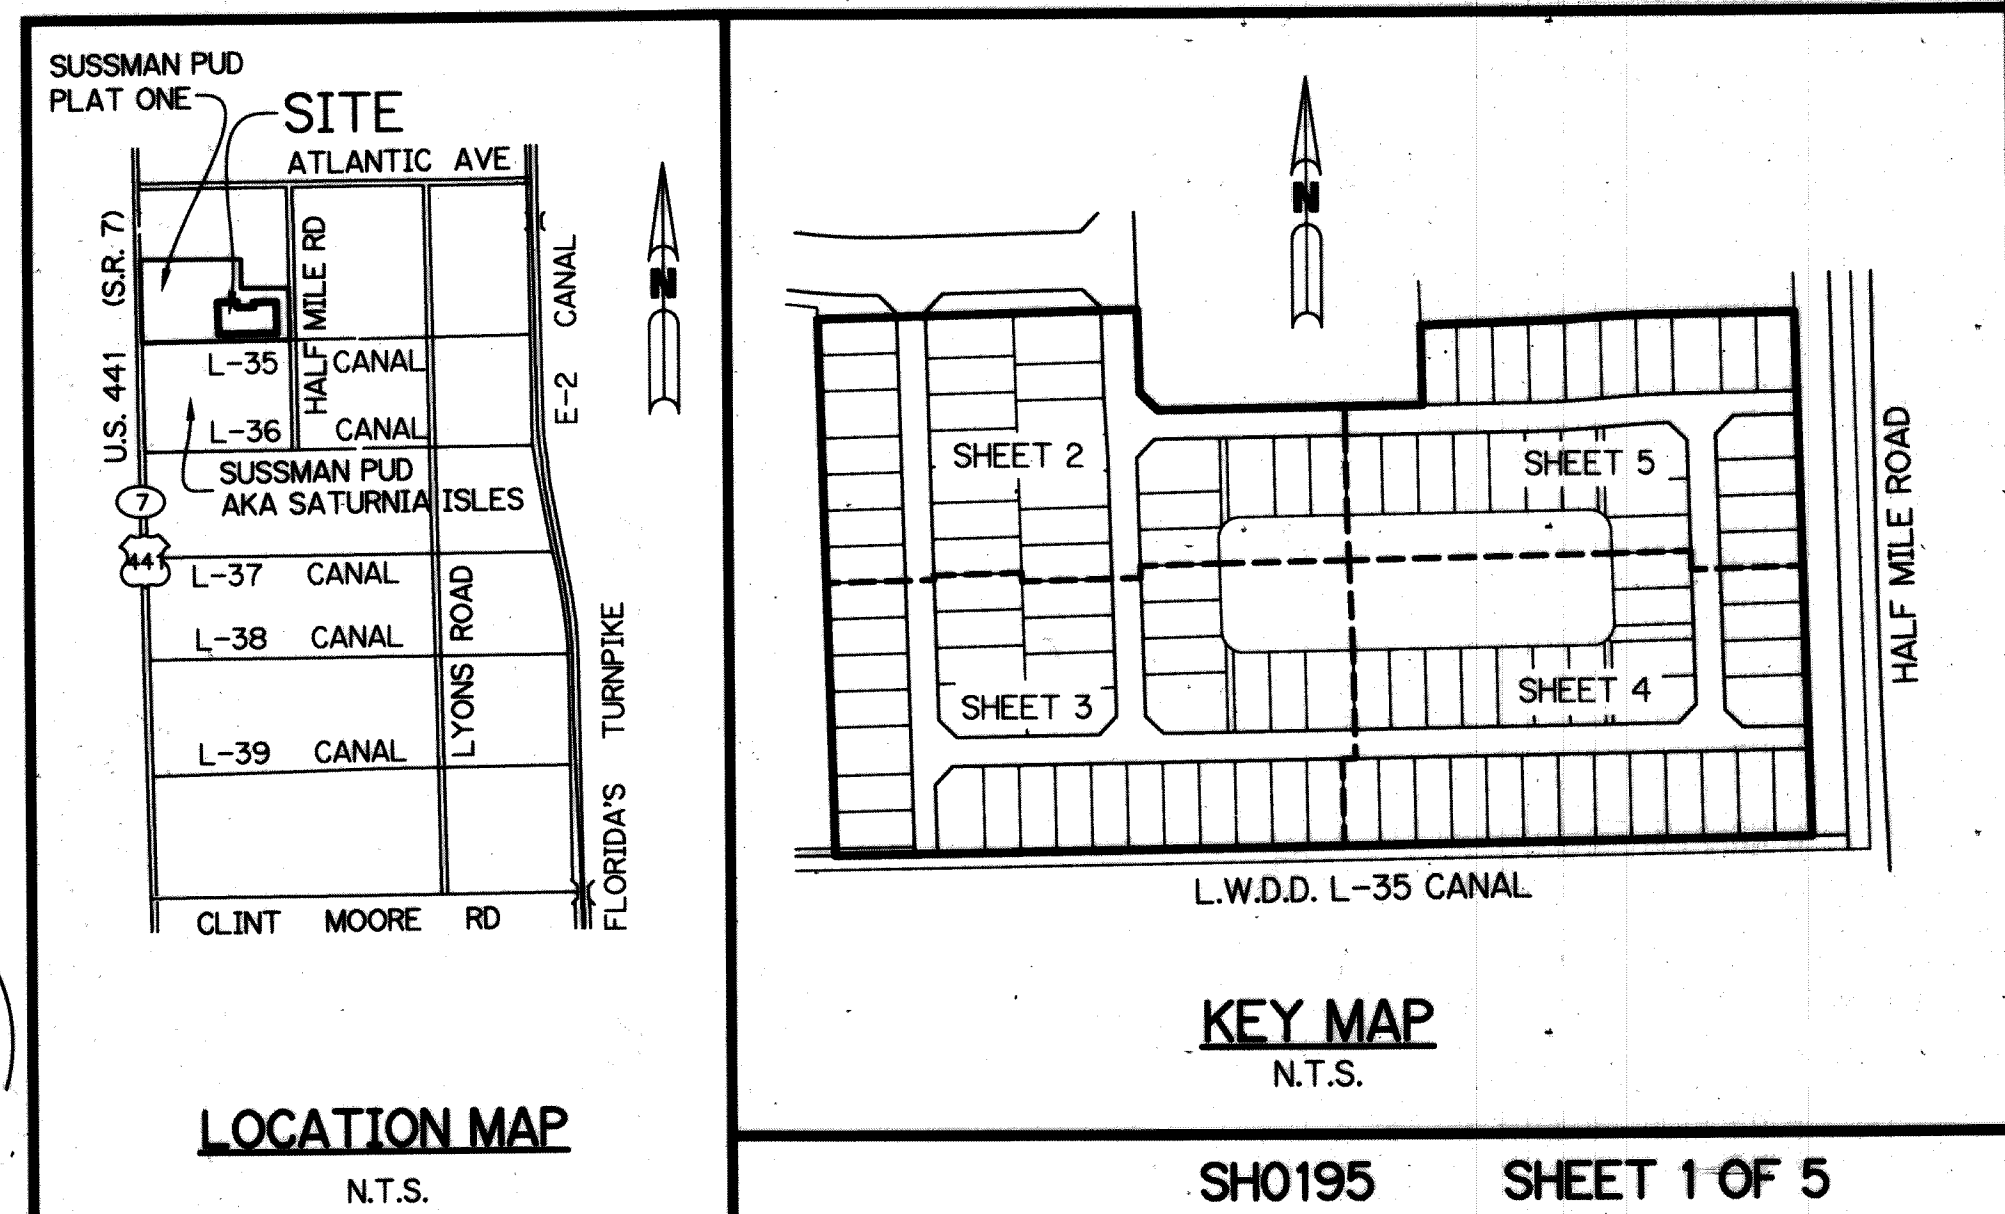 SUSSMAN PUD
PLAT ONE
SITE
ATLANTIC AVE
U.S. 441 (S.R. 7)
HALF MILE RD
E-2 CANAL
N
L-35 CANAL
L-36 CANAL
SUSSMAN PUD
AKA SATURNIA ISLES
7
441
L-37 CANAL
L-38 CANAL
L-39 CANAL
LYONS ROAD
FLORIDA'S TURNPIKE
CLINT MOORE RD
LOCATION MAP
N.T.S.
N
SHEET 2
SHEET 5
SHEET 3
SHEET 4
HALF MILE ROAD
L.W.D.D. L-35 CANAL
KEY MAP
N.T.S.
SH0195 SHEET 1 OF 5